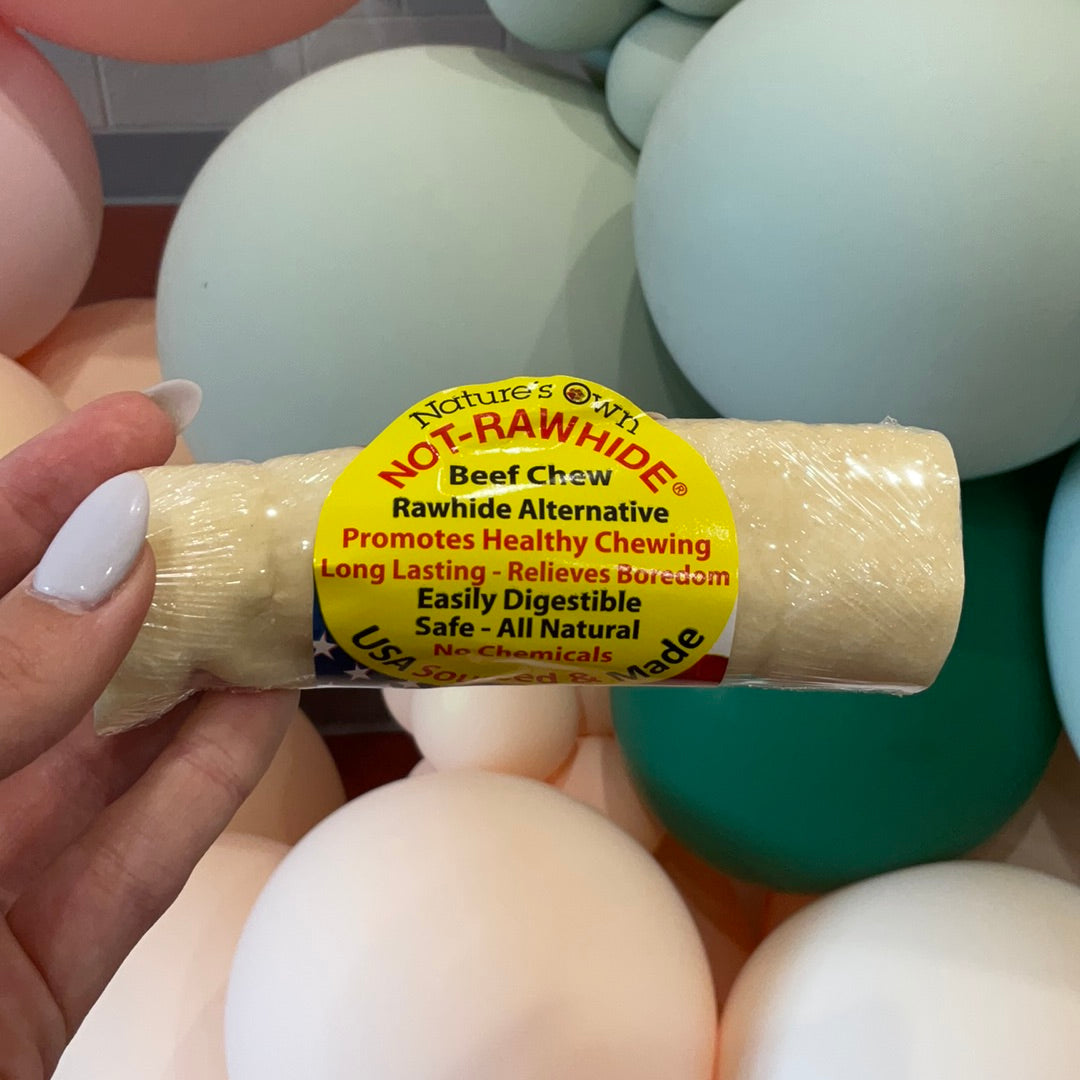 Nature's Own
NOT-RAWHIDE®
Beef Chew
Rawhide Alternative
Promotes Healthy Chewing
Long Lasting - Relieves Boredom
Easily Digestible
Safe - All Natural
No Chemicals
USA Sourced & Made